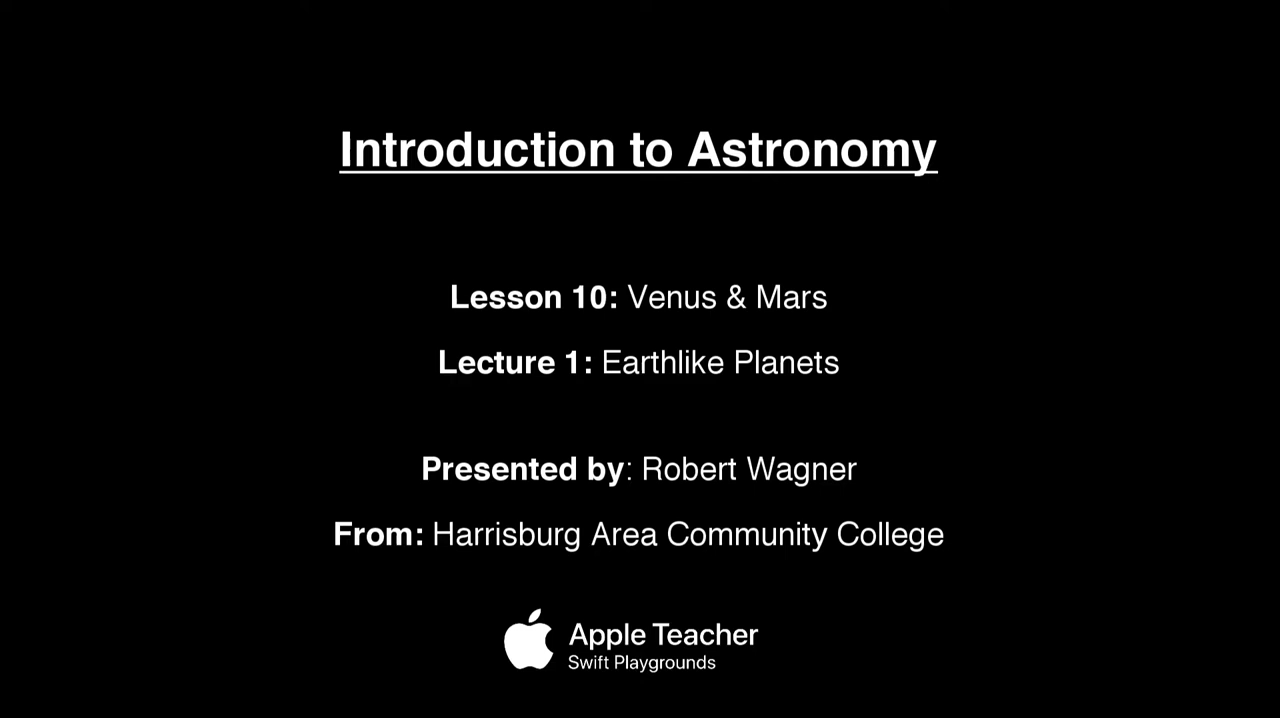 Introduction to Astronomy
Lesson 10: Venus & Mars
Lecture 1: Earthlike Planets
Presented by: Robert Wagner
From: Harrisburg Area Community College
Apple Teacher
Swift Playgrounds